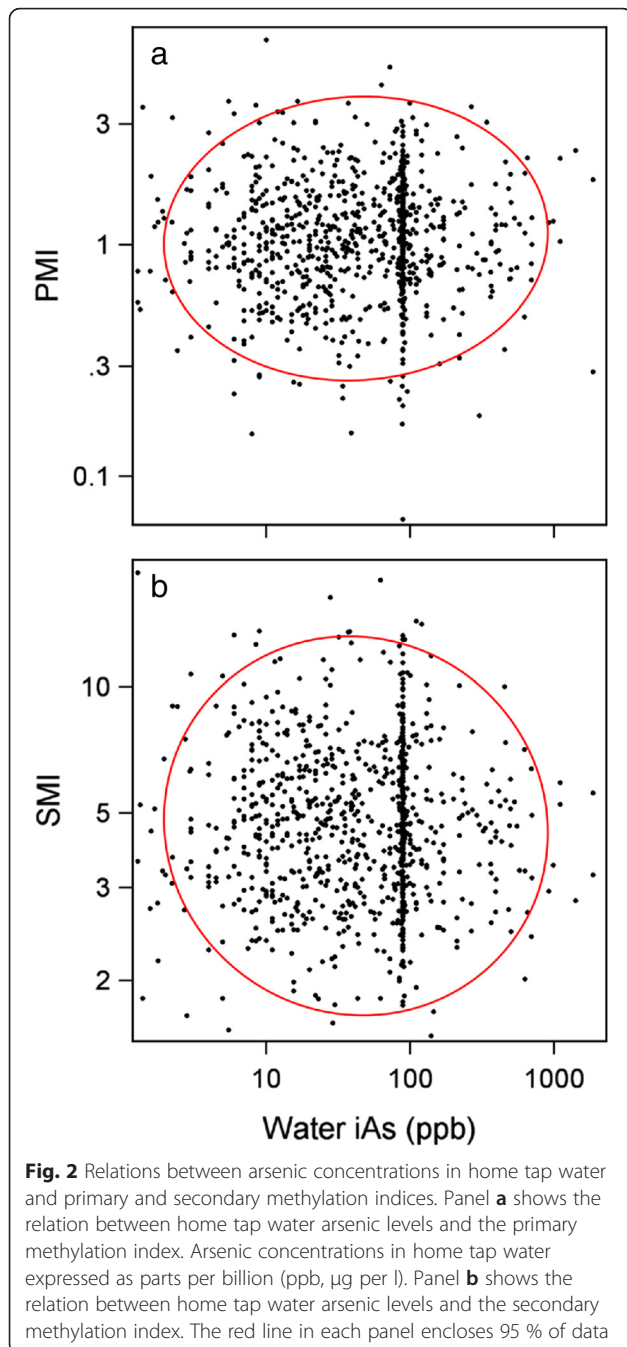 a
3
1
.3
0.1
PMI
b
10
5
3
2
SMI
10
100
1000
Water iAs (ppb)
Fig. 2 Relations between arsenic concentrations in home tap water
and primary and secondary methylation indices. Panel a shows the
relation between home tap water arsenic levels and the primary
methylation index. Arsenic concentrations in home tap water
expressed as parts per billion (ppb, μg per l). Panel b shows the
relation between home tap water arsenic levels and the secondary
methylation index. The red line in each panel encloses 95 % of data